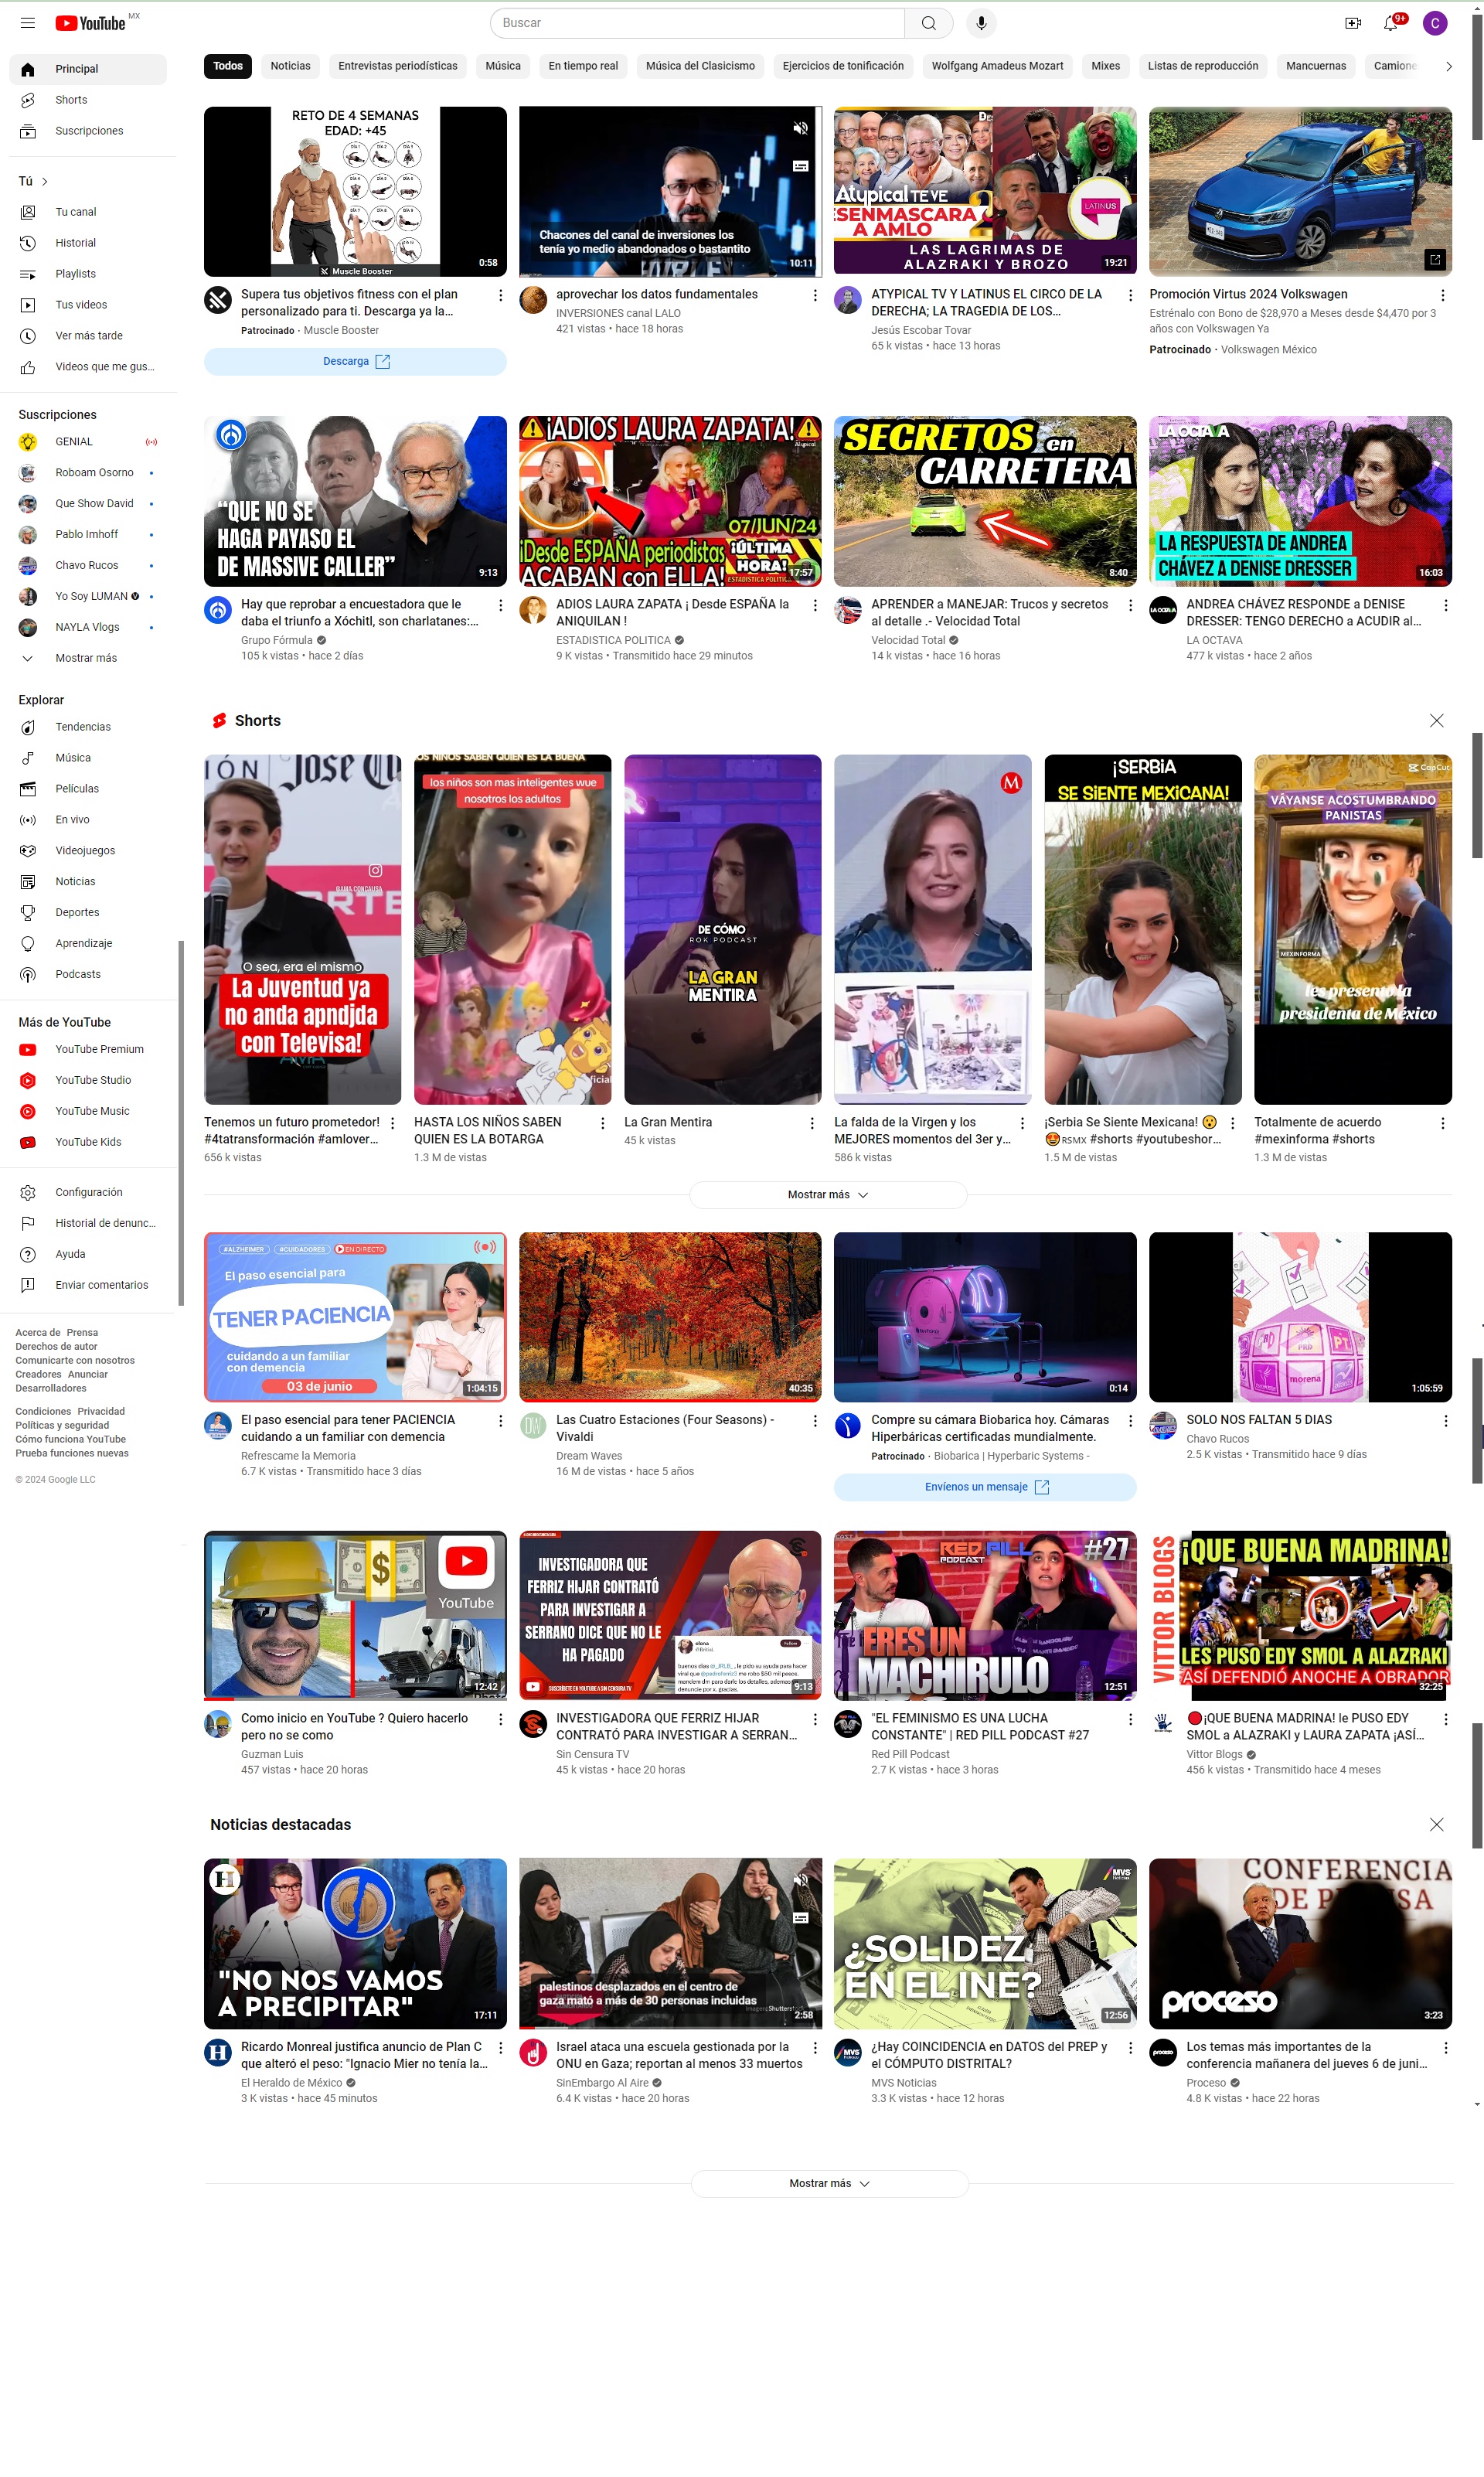 YouTube MX
Buscar
9+
C
Principal
Shorts
Suscripciones
Tú
Tu canal
Historial
Playlists
Tus videos
Ver más tarde
Videos que me gus...
Suscripciones
GENIAL
Roboam Osorno
Que Show David
Pablo Imhoff
Chavo Rucos
Yo Soy LUMAN
NAYLA Vlogs
Mostrar más
Explorar
Tendencias
Música
Películas
En vivo
Videojuegos
Noticias
Deportes
Aprendizaje
Podcasts
Más de YouTube
YouTube Premium
YouTube Studio
YouTube Music
YouTube Kids
Configuración
Historial de denunc...
Ayuda
Enviar comentarios
Acerca de Prensa
Derechos de autor
Comunicarte con nosotros
Creadores Anunciar
Desarrolladores
Condiciones Privacidad
Políticas y seguridad
Cómo funciona YouTube
Prueba funciones nuevas
© 2024 Google LLC
Todos Noticias Entrevistas periodísticas Música En tiempo real Música del Clasicismo Ejercicios de tonificación Wolfgang Amadeus Mozart Mixes Listas de reproducción Mancuernas Camione
RETO DE 4 SEMANAS
EDAD: +45
Muscle Booster
0:58
Supera tus objetivos fitness con el plan
personalizado para ti. Descarga ya la...
Patrocinado · Muscle Booster
Descarga
Chacones del canal de inversiones los
tenía yo medio abandonados o bastantito
10:11
aprovechar los datos fundamentales
INVERSIONES canal LALO
421 vistas • hace 18 horas
Atypical TE VE
SENMASCARA
A AMLO
LATINUS
LAS LAGRIMAS DE
ALAZRAKI Y BROZO
19:21
ATYPICAL TV Y LATINUS EL CIRCO DE LA
DERECHA; LA TRAGEDIA DE LOS...
Jesús Escobar Tovar
65 k vistas • hace 13 horas
Promoción Virtus 2024 Volkswagen
Estrénalo con Bono de $28,970 a Meses desde $4,470 por 3
años con Volkswagen Ya
Patrocinado · Volkswagen México
"QUE NO SE
HAGA PAYASO EL
DE MASSIVE CALLER"
9:13
Hay que reprobar a encuestadora que le
daba el triunfo a Xóchitl, son charlatanes:...
Grupo Fórmula
105 k vistas • hace 2 días
¡ADIOS LAURA ZAPATA!
Atypical
07/JUN/24
¡Desde ESPAÑA periodistas
ACABAN con ELLA!
¡ÚLTIMA
HORA!
ESTADISTICA POLITIC
17:57
ADIOS LAURA ZAPATA ¡ Desde ESPAÑA la
ANIQUILAN !
ESTADISTICA POLITICA
9 K vistas • Transmitido hace 29 minutos
SECRETOS en
CARRETERA
8:40
APRENDER a MANEJAR: Trucos y secretos
al detalle .- Velocidad Total
Velocidad Total
14 k vistas • hace 16 horas
LA OCTAVA
LA RESPUESTA DE ANDREA
CHÁVEZ A DENISE DRESSER
16:03
LA OCTAVA
ANDREA CHÁVEZ RESPONDE a DENISE
DRESSER: TENGO DERECHO a ACUDIR al...
LA OCTAVA
477 k vistas • hace 2 años
Shorts
IÓN José Cu
RTE
O sea, era el mismo
La Juventud ya
no anda apndjda
con Televisa!
Tenemos un futuro prometedor!
#4tatransformación #amlover...
656 k vistas
OS NIÑOS SABEN QUIEN ES LA BUENA
los niños son mas inteligentes wue
nosotros los adultos
ficial
HASTA LOS NIÑOS SABEN
QUIEN ES LA BOTARGA
1.3 M de vistas
DE CÓMO
ROK PODCAST
LA GRAN
MENTIRA
La Gran Mentira
45 k vistas
M
La falda de la Virgen y los
MEJORES momentos del 3er y...
586 k vistas
¡SERBIA
SE SIENTE MEXICANA!
¡Serbia Se Siente Mexicana! 😮
🤩RSMX #shorts #youtubeshor...
1.5 M de vistas
CapCut
VÁYANSE ACOSTUMBRANDO
PANISTAS
MEXINFORMA
les presento la
presidenta de México
Totalmente de acuerdo
#mexinforma #shorts
1.3 M de vistas
Mostrar más
#ALZHEIMER #CUIDADORES EN DIRECTO
El paso esencial para
TENER PACIENCIA
cuidando a un familiar
con demencia
03 de junio
1:04:15
El paso esencial para tener PACIENCIA
cuidando a un familiar con demencia
Refrescame la Memoria
6.7 K vistas • Transmitido hace 3 días
40:35
DW
Las Cuatro Estaciones (Four Seasons) -
Vivaldi
Dream Waves
16 M de vistas • hace 5 años
0:14
Compre su cámara Biobarica hoy. Cámaras
Hiperbáricas certificadas mundialmente.
Patrocinado · Biobarica | Hyperbaric Systems -
Envíenos un mensaje
PRD
PT
morena
1:05:59
SOLO NOS FALTAN 5 DIAS
Chavo Rucos
2.5 K vistas • Transmitido hace 9 días
$
YouTube
12:42
Como inicio en YouTube ? Quiero hacerlo
pero no se como
Guzman Luis
457 vistas • hace 20 horas
INVESTIGADORA QUE
FERRIZ HIJAR CONTRATÓ
PARA INVESTIGAR A
SERRANO DICE QUE NO LE
HA PAGADO
SUSCRÍBETE EN YOUTUBE A SIN CENSURA TV
9:13
INVESTIGADORA QUE FERRIZ HIJAR
CONTRATÓ PARA INVESTIGAR A SERRAN...
Sin Censura TV
45 k vistas • hace 20 horas
RED PILL
PODCAST
#27
ERES UN
MACHIRULO
12:51
"EL FEMINISMO ES UNA LUCHA
CONSTANTE" | RED PILL PODCAST #27
Red Pill Podcast
2.7 K vistas • hace 3 horas
VITTOR BLOGS
¡QUE BUENA MADRINA!
LES PUSO EDY SMOL A ALAZRAKI
ASÍ DEFENDIÓ ANOCHE A OBRADOR
32:25
🔴¡QUE BUENA MADRINA! le PUSO EDY
SMOL a ALAZRAKI y LAURA ZAPATA ¡ASÍ...
Vittor Blogs
456 k vistas • Transmitido hace 4 meses
Noticias destacadas
H
"NO NOS VAMOS
A PRECIPITAR"
17:11
H
Ricardo Monreal justifica anuncio de Plan C
que alteró el peso: "Ignacio Mier no tenía la...
El Heraldo de México
3 K vistas • hace 45 minutos
palestinos desplazados en el centro de
gaza mató a más de 30 personas incluidas
2:58
Israel ataca una escuela gestionada por la
ONU en Gaza; reportan al menos 33 muertos
SinEmbargo Al Aire
6.4 K vistas • hace 20 horas
MVS
Noticias
¿SOLIDEZ
EN EL INE?
12:56
MVS
¿Hay COINCIDENCIA en DATOS del PREP y
el CÓMPUTO DISTRITAL?
MVS Noticias
3.3 K vistas • hace 12 horas
CONFERENCIA
DE PRENSA
proceso
3:23
proceso
Los temas más importantes de la
conferencia mañanera del jueves 6 de juni...
Proceso
4.8 K vistas • hace 22 horas
Mostrar más